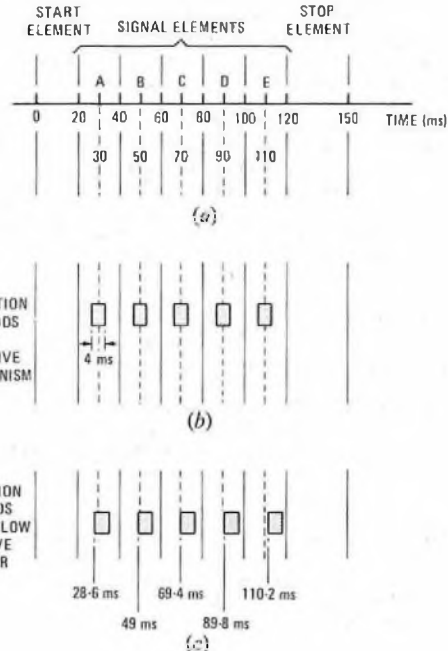 START STOP
ELEMENT SIGNAL ELEMENTS ELEMENT
A B C D E
0 20 40 60 80 100 120 150 TIME (ms)
30 50 70 90 110
(a)
TION
ODS
IVE
NISM
4 ms
(b)
ION
DS
LOW
VE
R
28·6 ms 69·4 ms 110·2 ms
49 ms 89·8 ms
(c)